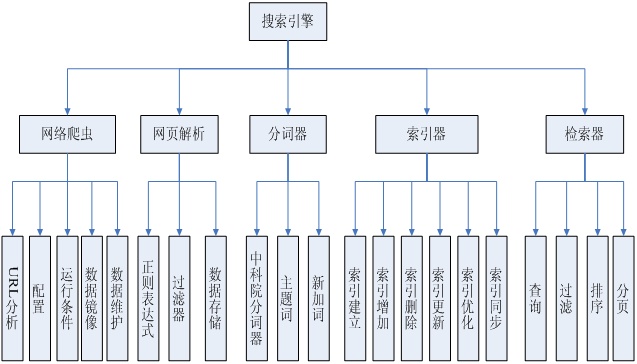 搜索引擎
网络爬虫
网页解析
分词器
索引器
检索器
URL分析
配置
运行条件
数据镜像
数据维护
正则表达式
过滤器
数据存储
中科院分词器
主题词
新加词
索引建立
索引增加
索引删除
索引更新
索引优化
索引同步
查询
过滤
排序
分页